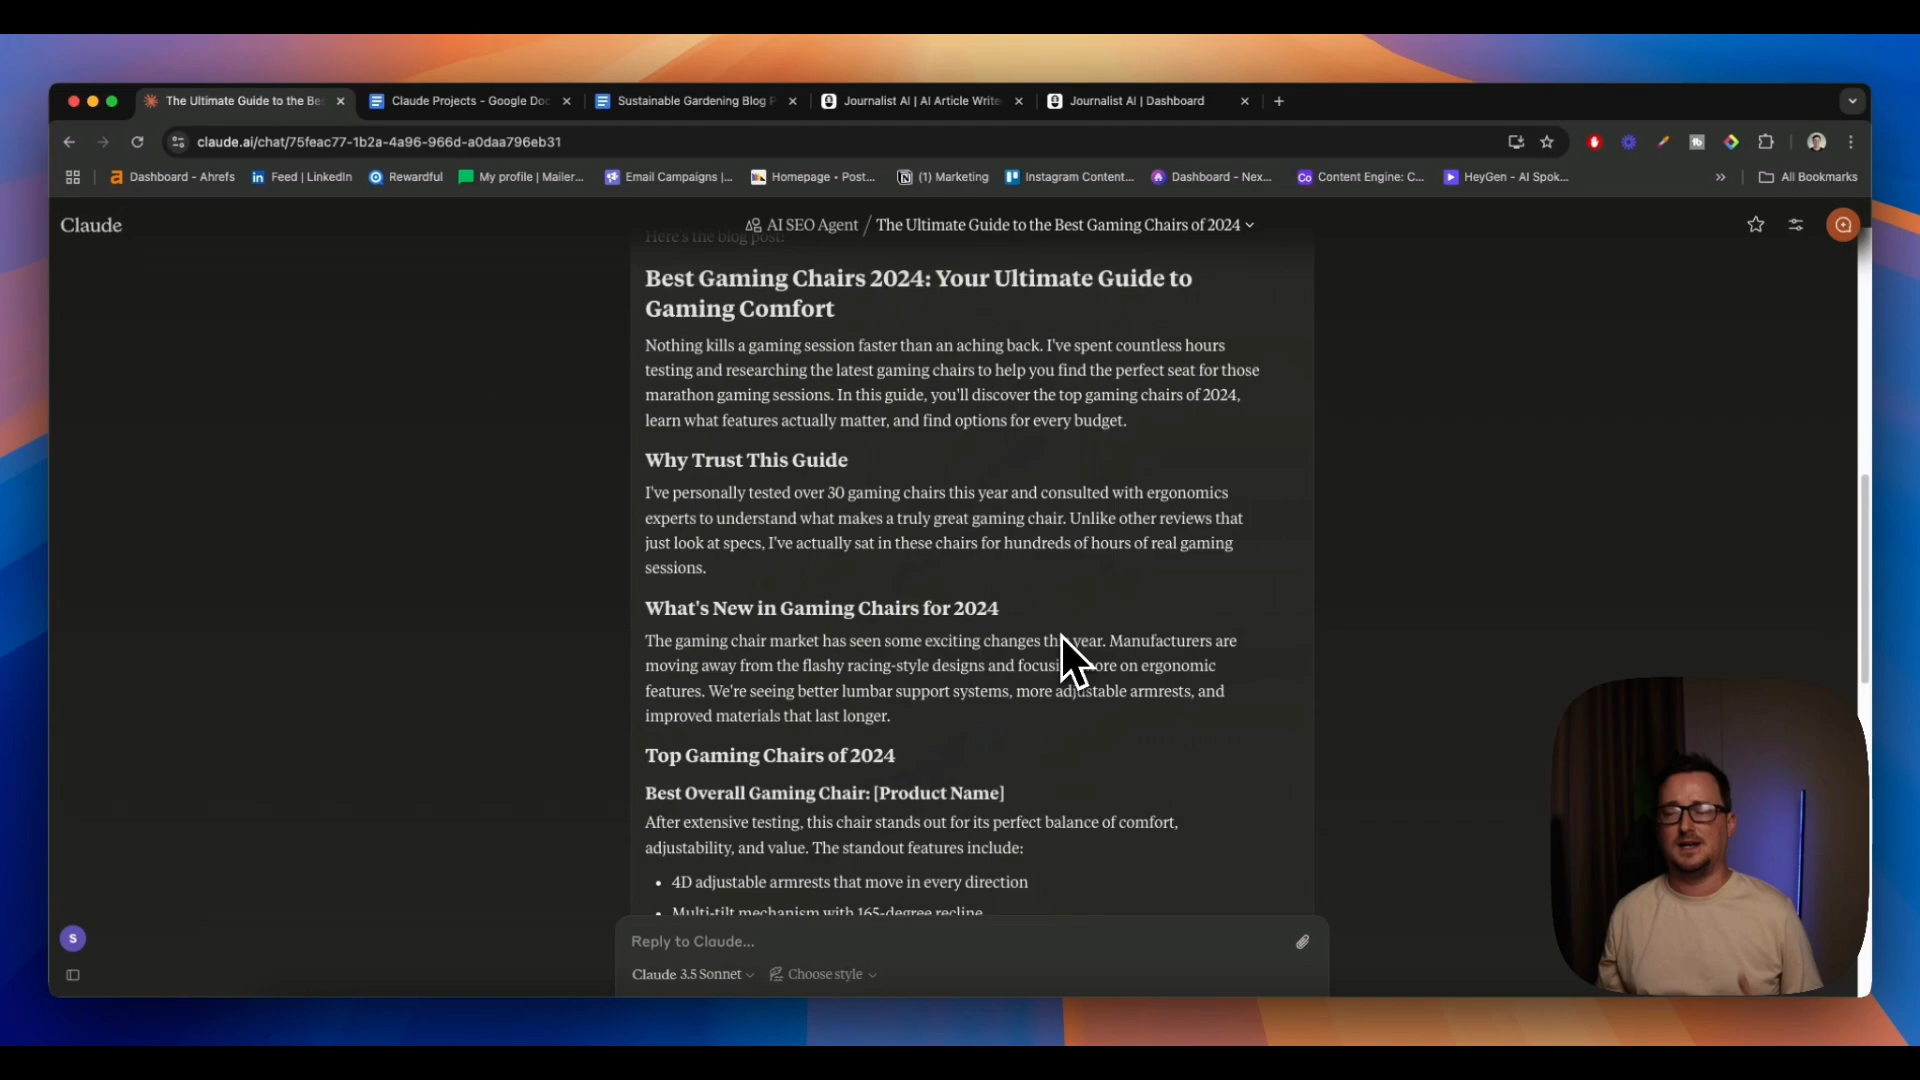 The Ultimate Guide to the Be
Claude Projects - Google Doc
Sustainable Gardening Blog P
Journalist AI | AI Article Write
Journalist AI | Dashboard
claude.ai/chat/75feac77-1b2a-4a96-966d-a0daa796eb31
Dashboard - Ahrefs
Feed | LinkedIn
Rewardful
My profile | Mailer...
Email Campaigns |...
Homepage • Post...
(1) Marketing
Instagram Content...
Dashboard - Nex...
Content Engine: C...
HeyGen - AI Spok...
All Bookmarks
Claude
AI SEO Agent / The Ultimate Guide to the Best Gaming Chairs of 2024
Here's the blog post:
Best Gaming Chairs 2024: Your Ultimate Guide to
Gaming Comfort
Nothing kills a gaming session faster than an aching back. I've spent countless hours
testing and researching the latest gaming chairs to help you find the perfect seat for those
marathon gaming sessions. In this guide, you'll discover the top gaming chairs of 2024,
learn what features actually matter, and find options for every budget.
Why Trust This Guide
I've personally tested over 30 gaming chairs this year and consulted with ergonomics
experts to understand what makes a truly great gaming chair. Unlike other reviews that
just look at specs, I've actually sat in these chairs for hundreds of hours of real gaming
sessions.
What's New in Gaming Chairs for 2024
The gaming chair market has seen some exciting changes this year. Manufacturers are
moving away from the flashy racing-style designs and focusing more on ergonomic
features. We're seeing better lumbar support systems, more adjustable armrests, and
improved materials that last longer.
Top Gaming Chairs of 2024
Best Overall Gaming Chair: [Product Name]
After extensive testing, this chair stands out for its perfect balance of comfort,
adjustability, and value. The standout features include:
• 4D adjustable armrests that move in every direction
• Multi-tilt mechanism with 165-degree recline
S
Reply to Claude...
Claude 3.5 Sonnet
Choose style